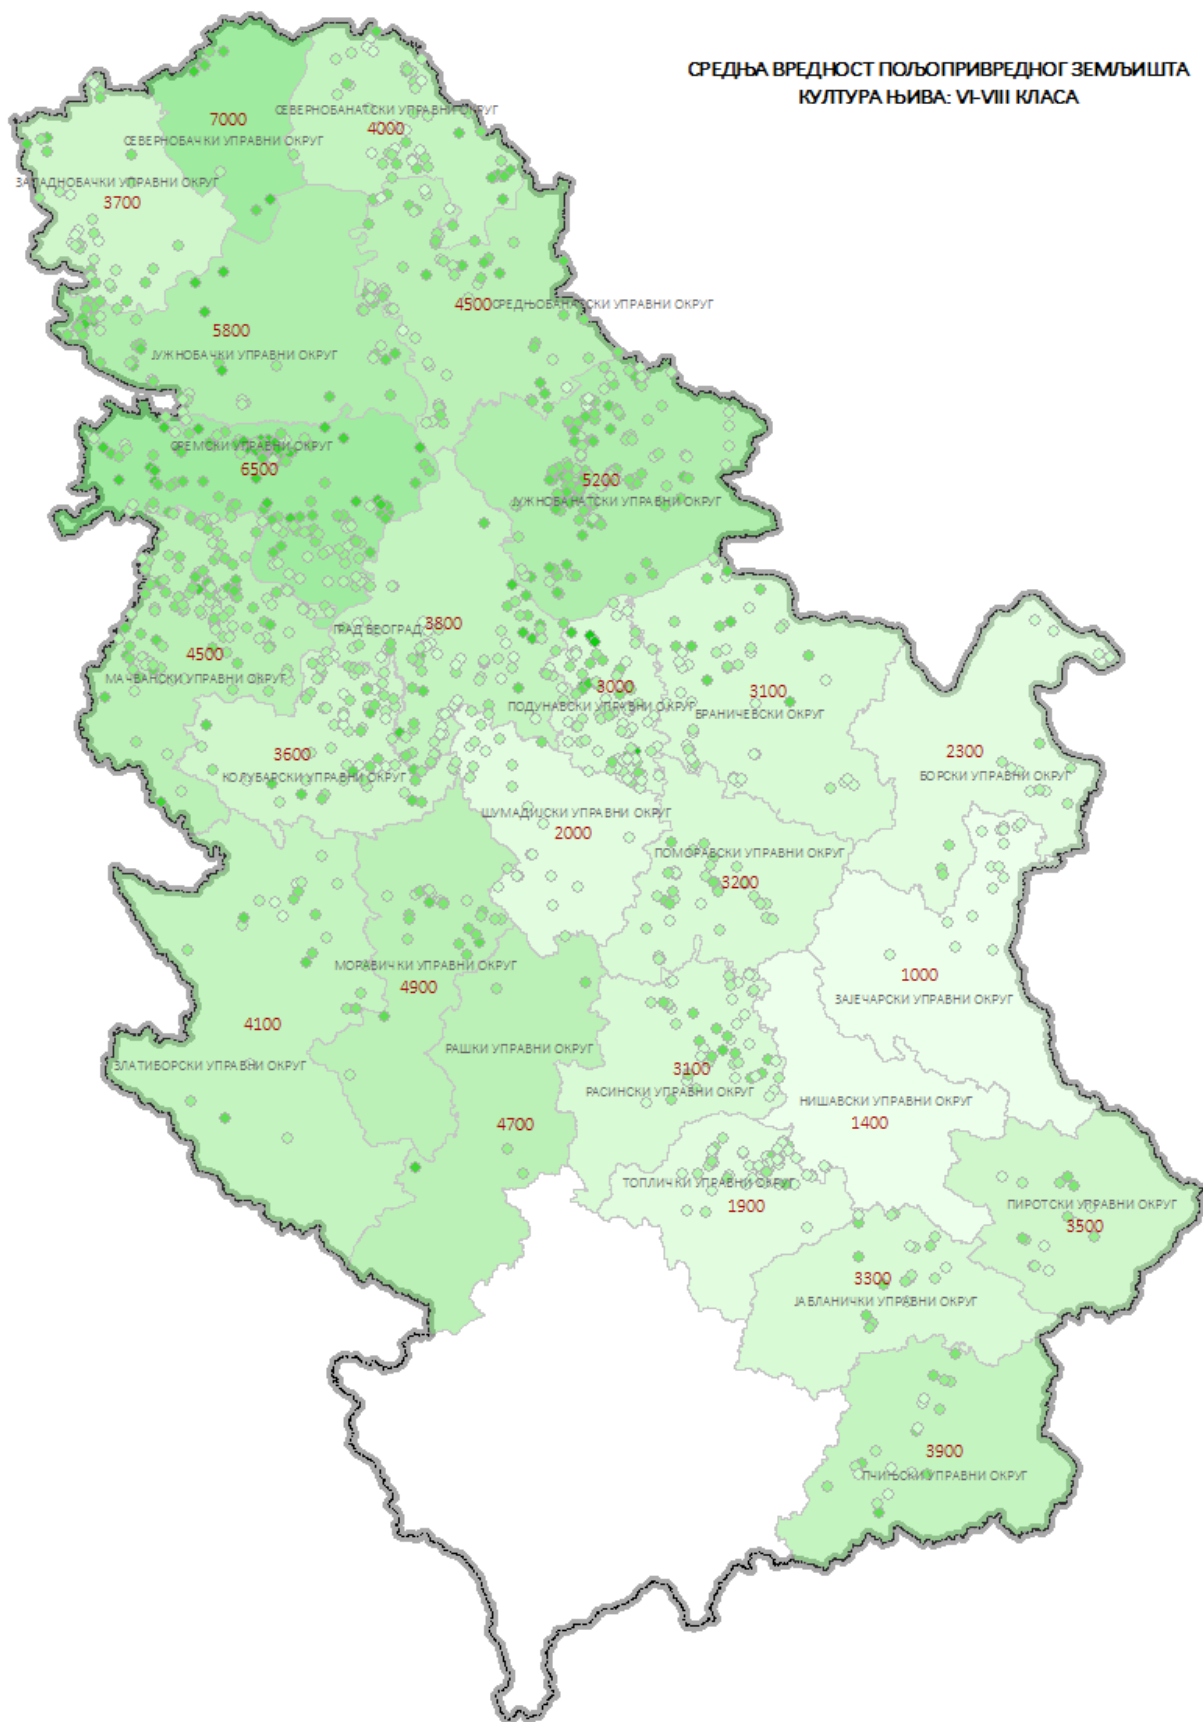 СРЕДЊА ВРЕДНОСТ ПОЉОПРИВРЕДНОГ ЗЕМЉИШТА
КУЛТУРА ЊИВА: VI-VIII КЛАСА
7000
СЕВЕРНОБАЧКИ УПРАВНИ ОКРУГ
СЕВЕРНОБАНАТСКИ УПРАВНИ ОКРУГ
4000
ЗАПАДНОБАЧКИ УПРАВНИ ОКРУГ
3700
4500
СРЕДЊОБАНАТСКИ УПРАВНИ ОКРУГ
5800
ЈУЖНОБАЧКИ УПРАВНИ ОКРУГ
СРЕМСКИ УПРАВНИ ОКРУГ
6500
5200
ЈУЖНОБАНАТСКИ УПРАВНИ ОКРУГ
ГРАД БЕОГРАД
3800
4500
МАЧВАНСКИ УПРАВНИ ОКРУГ
3000
ПОДУНАВСКИ УПРАВНИ ОКРУГ
3100
БРАНИЧЕВСКИ ОКРУГ
3600
КОЛУБАРСКИ УПРАВНИ ОКРУГ
2300
БОРСКИ УПРАВНИ ОКРУГ
ШУМАДИЈСКИ УПРАВНИ ОКРУГ
2000
ПОМОРАВСКИ УПРАВНИ ОКРУГ
3200
МОРАВИЧКИ УПРАВНИ ОКРУГ
4900
1000
ЗАЈЕЧАРСКИ УПРАВНИ ОКРУГ
4100
ЗЛАТИБОРСКИ УПРАВНИ ОКРУГ
РАШКИ УПРАВНИ ОКРУГ
4700
3100
РАСИНСКИ УПРАВНИ ОКРУГ
НИШАВСКИ УПРАВНИ ОКРУГ
1400
ТОПЛИЧКИ УПРАВНИ ОКРУГ
1900
ПИРОТСКИ УПРАВНИ ОКРУГ
3500
3300
ЈАБЛАНИЧКИ УПРАВНИ ОКРУГ
3900
ПЧИЊСКИ УПРАВНИ ОКРУГ